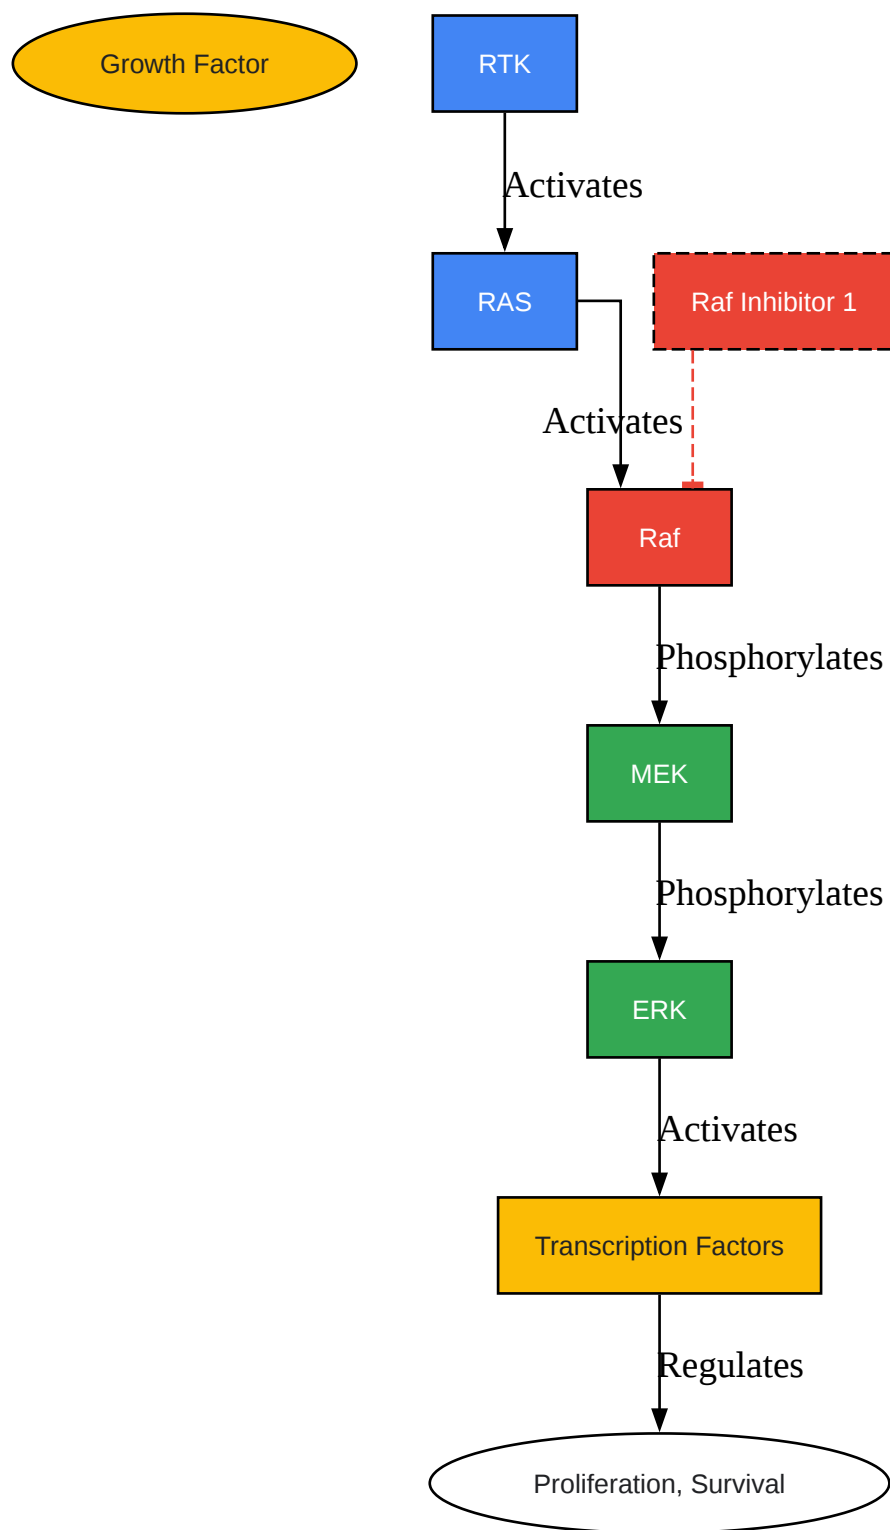 Growth Factor
RTK
Activates
RAS
Raf Inhibitor 1
Activates
Raf
Phosphorylates
MEK
Phosphorylates
ERK
Activates
Transcription Factors
Regulates
Proliferation, Survival